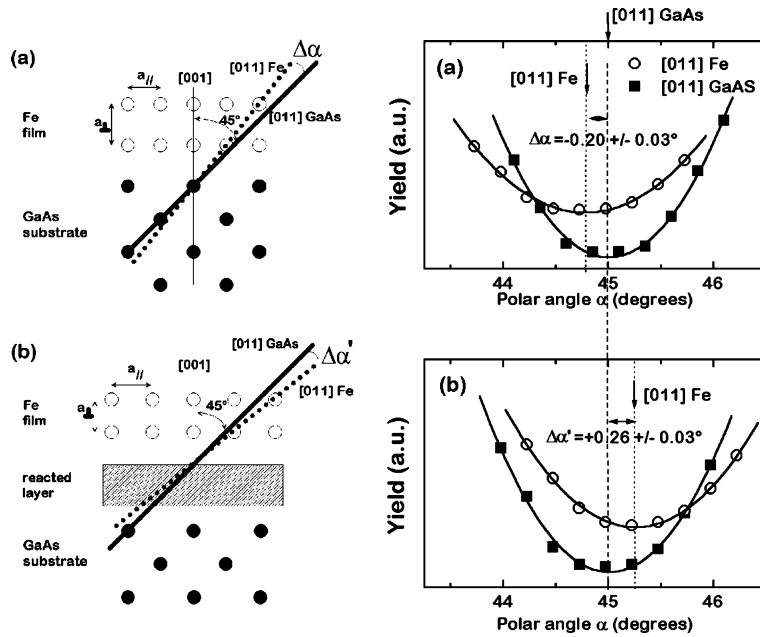 [011] GaAs
(a)
[001]
[011] Fe
Δα
a//
45°
[011] GaAs
Fe
film
a⊥
GaAs
substrate
(a)
[011] Fe
[011] Fe
[011] GaAS
Δα=-0.20 +/- 0.03°
Yield (a.u.)
44
45
46
Polar angle α (degrees)
(b)
[001]
[011] GaAs
Δα'
a//
[011] Fe
45°
Fe
film
a⊥
reacted
layer
GaAs
substrate
(b)
[011] Fe
Δα'=+0.26 +/- 0.03°
Yield (a.u.)
44
45
46
Polar angle α (degrees)